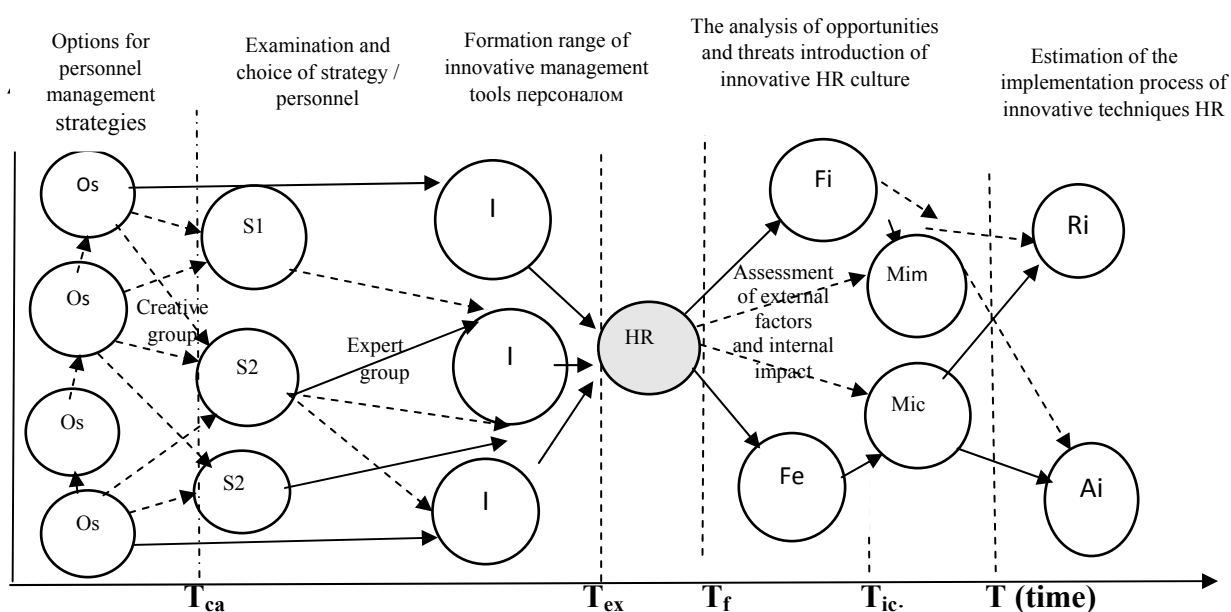 Options for
personnel
management
strategies
Examination and
choice of strategy /
personnel
Formation range of
innovative management
tools персоналом
The analysis of opportunities
and threats introduction of
innovative HR culture
Estimation of the
implementation process of
innovative techniques HR
Os
Os
Os
Os
Creative
group
S1
S2
S2
Expert
group
I
I
I
HR
Assessment
of external
factors
and internal
impact
Fi
Fe
Mim
Mic
Ri
Ai
Tca
Tex
Tf
Tic.
T (time)